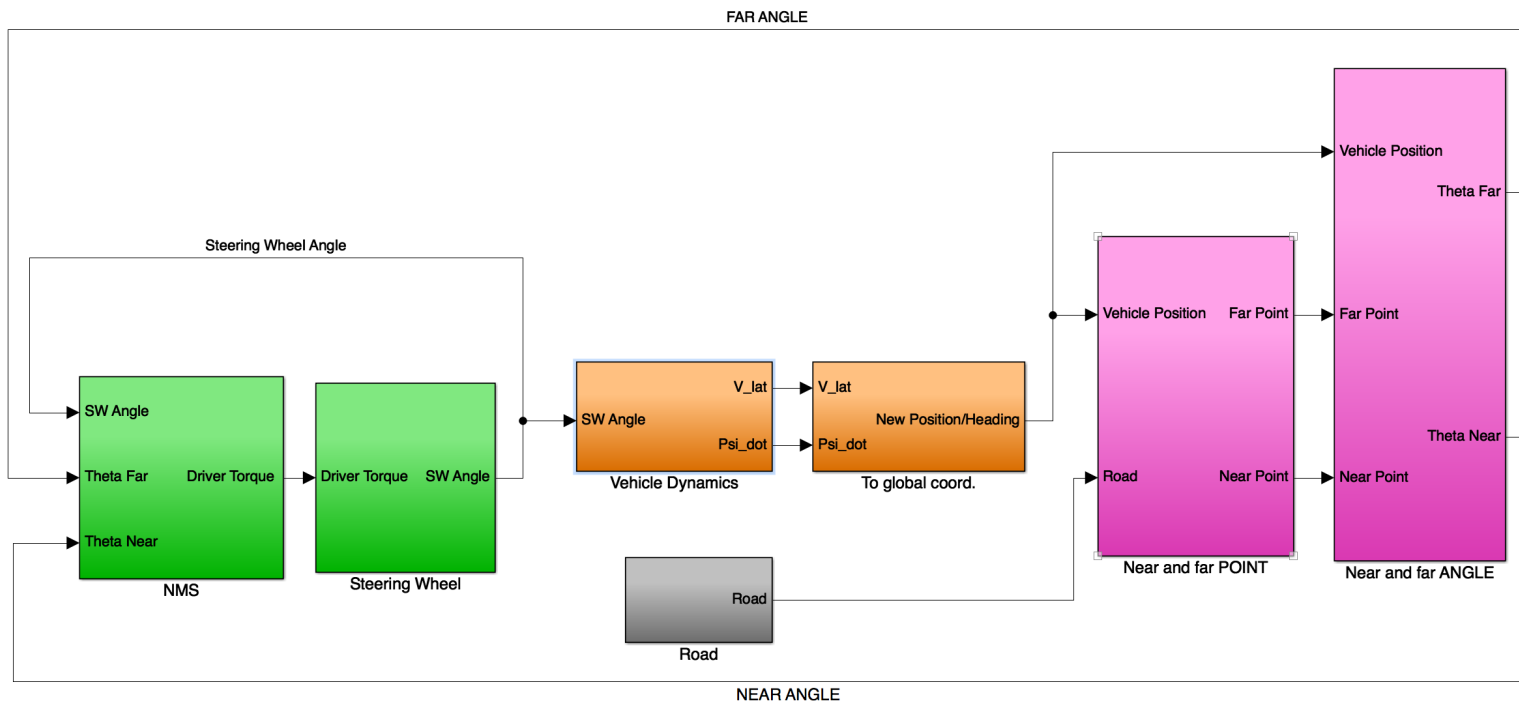 FAR ANGLE
Steering Wheel Angle
SW Angle
Theta Far
Driver Torque
Theta Near
NMS
Driver Torque
SW Angle
Steering Wheel
SW Angle
V_lat
Psi_dot
Vehicle Dynamics
V_lat
New Position/Heading
Psi_dot
To global coord.
Road
Road
Vehicle Position
Far Point
Road
Near Point
Near and far POINT
Vehicle Position
Theta Far
Far Point
Theta Near
Near Point
Near and far ANGLE
NEAR ANGLE